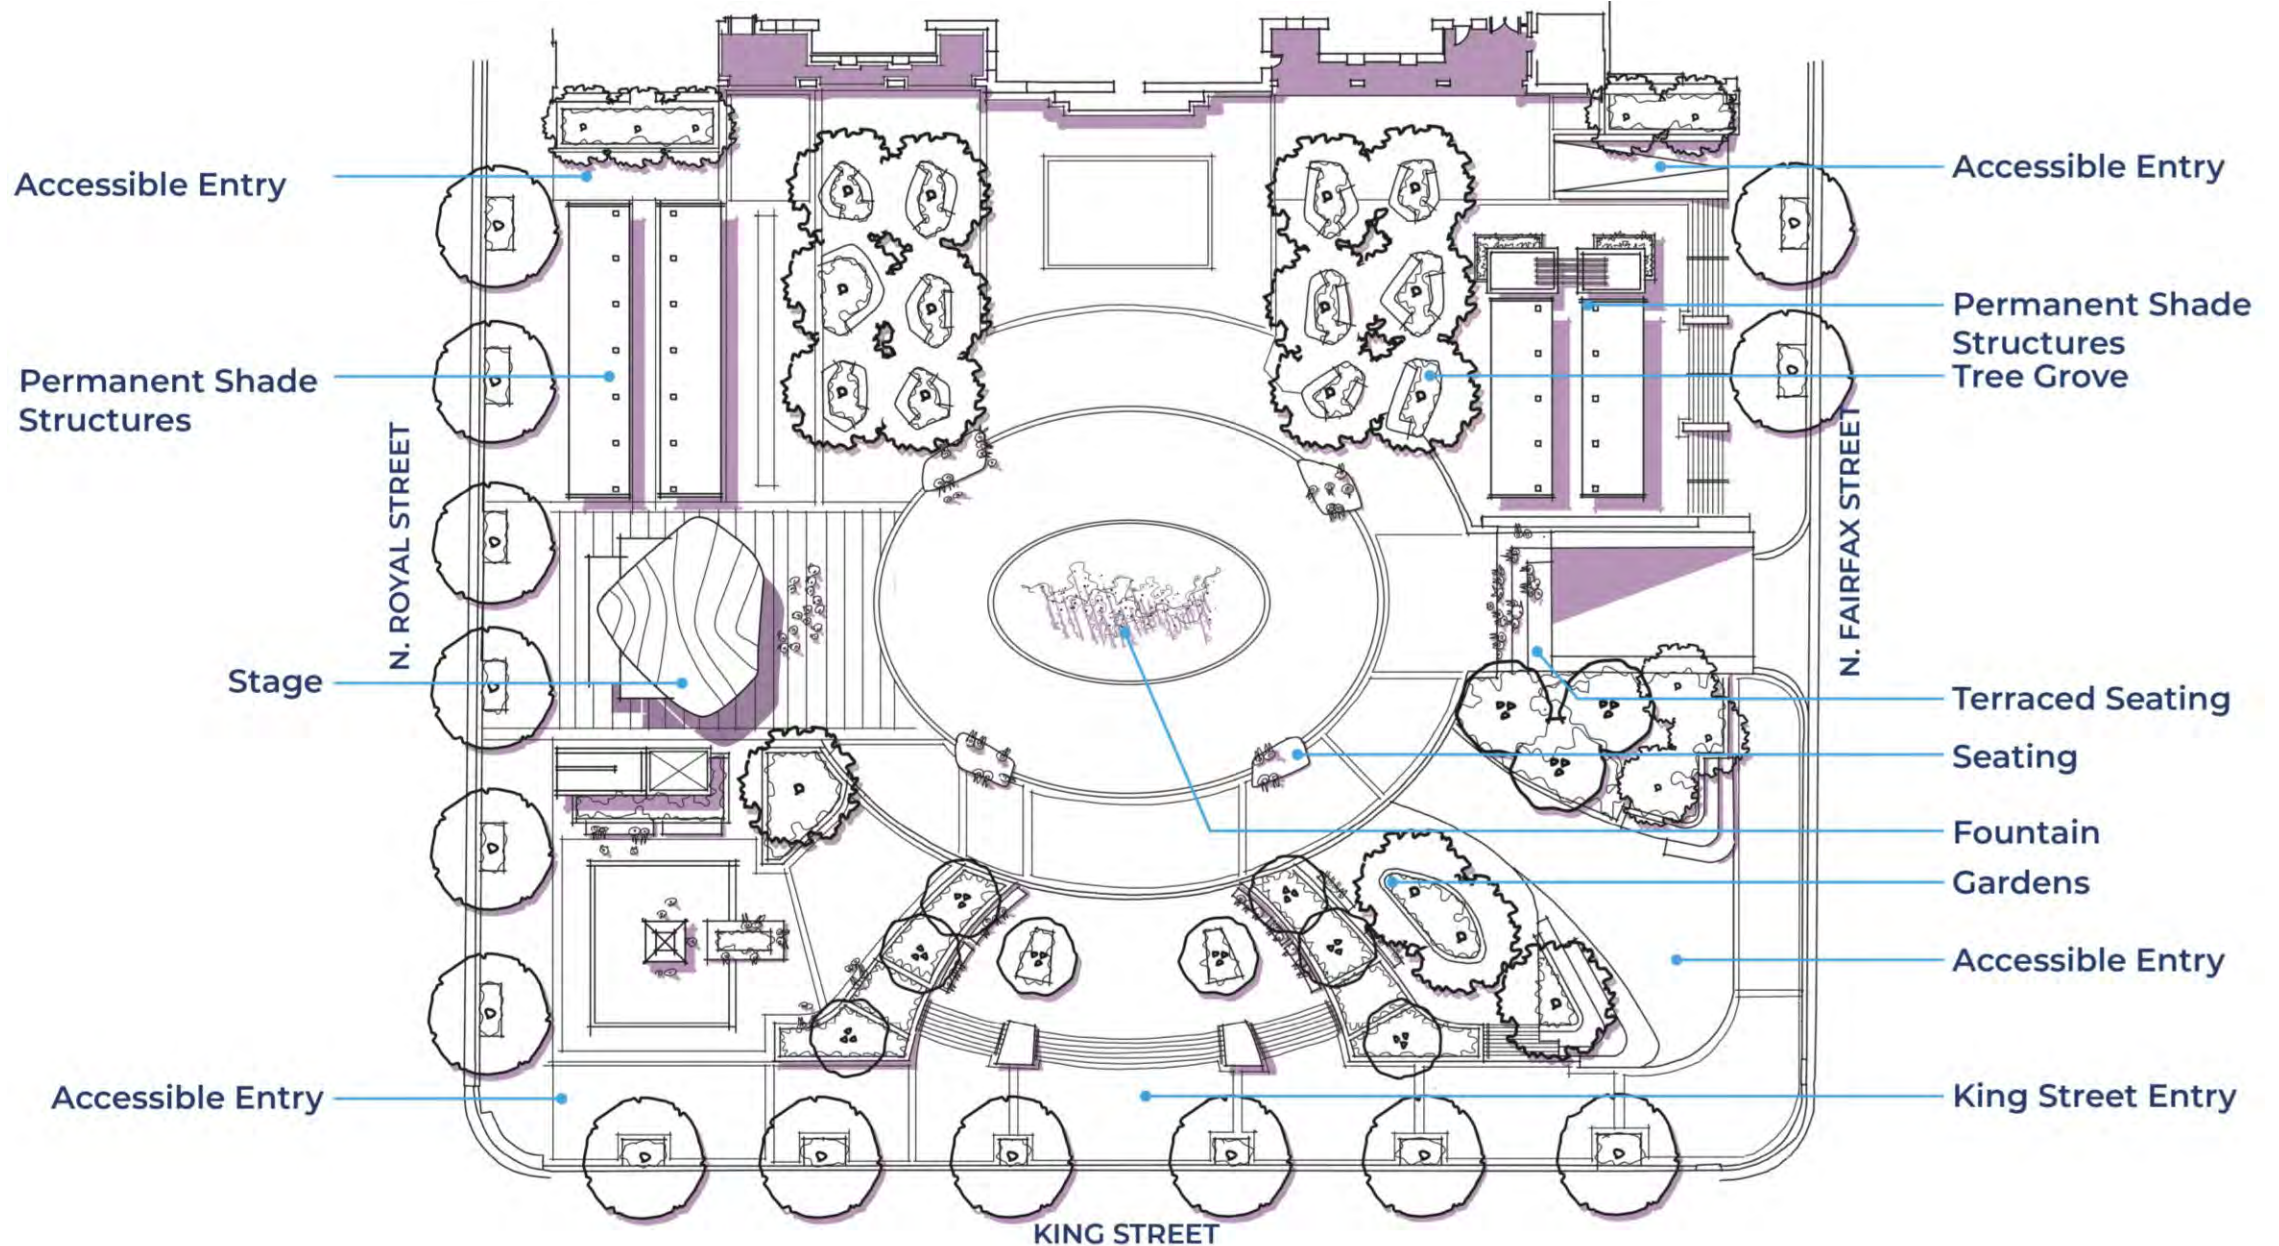 Accessible Entry
Permanent Shade
Structures
N. ROYAL STREET
Stage
Accessible Entry
Accessible Entry
Permanent Shade
Structures
Tree Grove
N. FAIRFAX STREET
Terraced Seating
Seating
Fountain
Gardens
Accessible Entry
King Street Entry
KING STREET